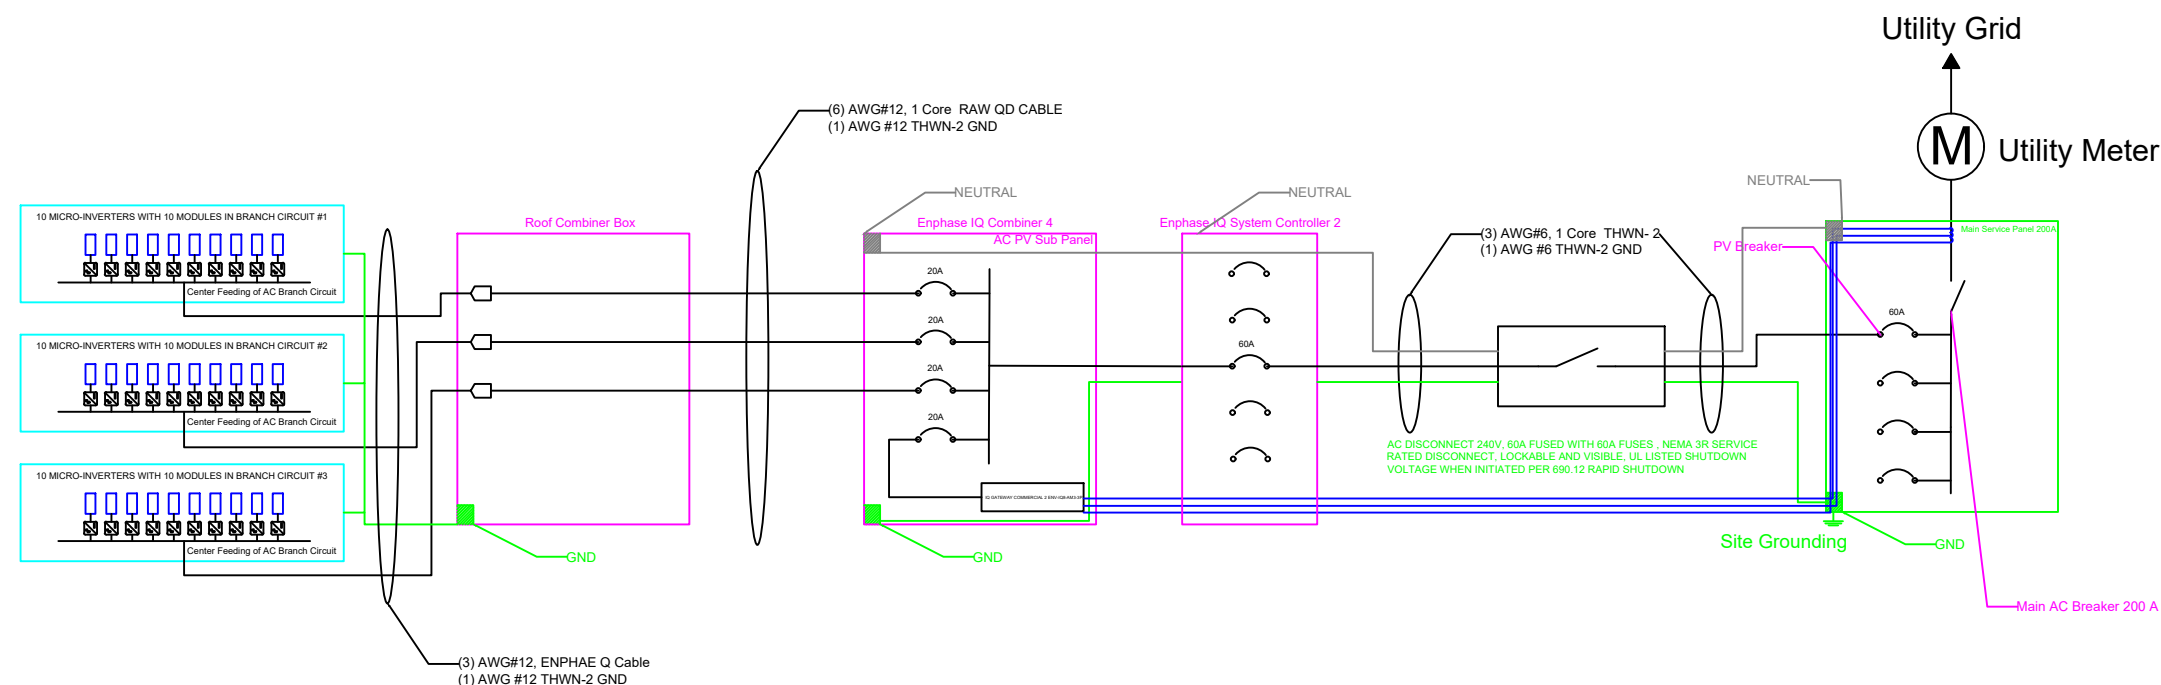 Utility Grid
M
Utility Meter
(6) AWG#12, 1 Core  RAW QD CABLE
(1) AWG #12 THWN-2 GND
NEUTRAL
NEUTRAL
NEUTRAL
10 MICRO-INVERTERS WITH 10 MODULES IN BRANCH CIRCUIT #1
Center Feeding of AC Branch Circuit
10 MICRO-INVERTERS WITH 10 MODULES IN BRANCH CIRCUIT #2
Center Feeding of AC Branch Circuit
10 MICRO-INVERTERS WITH 10 MODULES IN BRANCH CIRCUIT #3
Center Feeding of AC Branch Circuit
Roof Combiner Box
GND
Enphase IQ Combiner 4
AC PV Sub Panel
20A
20A
20A
20A
IQ GATEWAY COMMERCIAL 2
GND
Enphase IQ System Controller 2
60A
(3) AWG#6, 1 Core  THWN- 2
(1) AWG #6 THWN-2 GND
AC DISCONNECT 240V, 60A FUSED WITH 60A FUSES , NEMA 3R SERVICE
RATED DISCONNECT, LOCKABLE AND VISIBLE, UL LISTED SHUTDOWN
VOLTAGE WHEN INITIATED PER 690.12 RAPID SHUTDOWN
PV Breaker
Main Service Panel 200A
60A
Site Grounding
GND
Main AC Breaker 200 A
(3) AWG#12, ENPHAE Q Cable
(1) AWG #12 THWN-2 GND